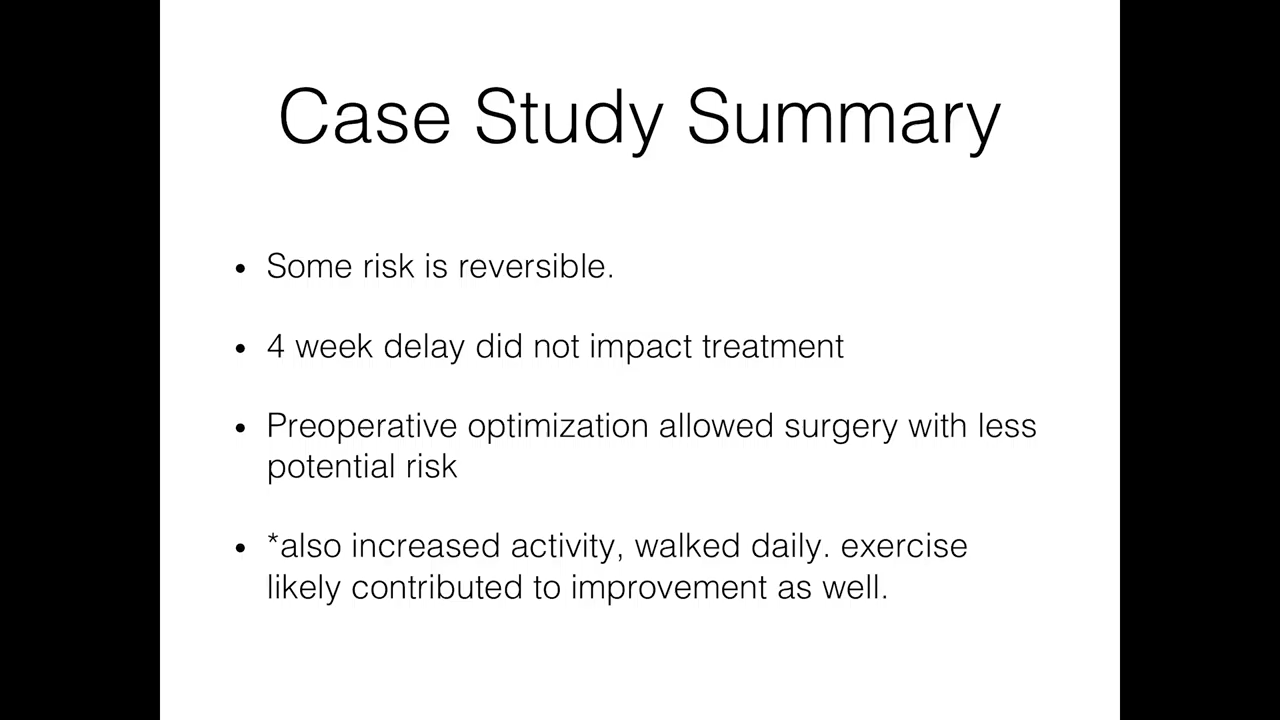 Case Study Summary
• Some risk is reversible.
• 4 week delay did not impact treatment
• Preoperative optimization allowed surgery with less
potential risk
• *also increased activity, walked daily. exercise
likely contributed to improvement as well.